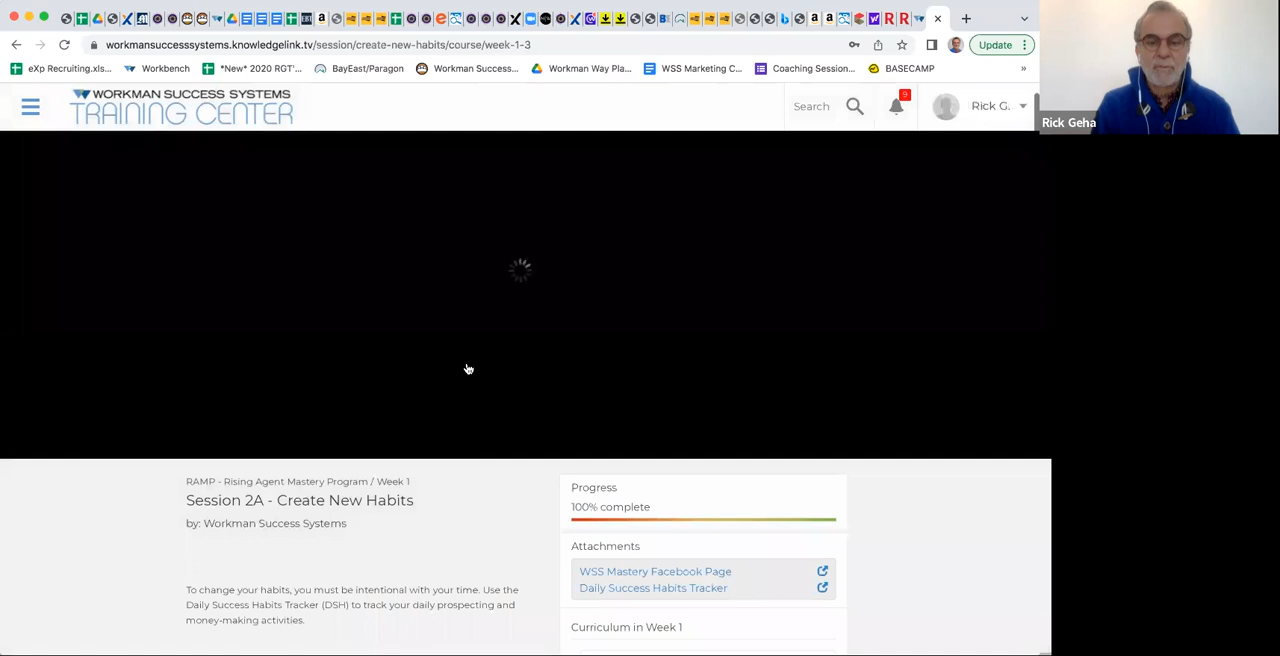 workmansuccesssystems.knowledgelink.tv/session/create-new-habits/course/week-1-3
Update
eXp Recruiting.xls...
Workbench
*New* 2020 RGT'...
BayEast/Paragon
Workman Success...
Workman Way Pla...
WSS Marketing C...
Coaching Session...
BASECAMP
»
WORKMAN SUCCESS SYSTEMS
TRAINING CENTER
Search
9
Rick G.
Rick Geha
RAMP - Rising Agent Mastery Program / Week 1
Session 2A - Create New Habits
by: Workman Success Systems
To change your habits, you must be intentional with your time. Use the
Daily Success Habits Tracker (DSH) to track your daily prospecting and
money-making activities.
Progress
100% complete
Attachments
WSS Mastery Facebook Page
Daily Success Habits Tracker
Curriculum in Week 1